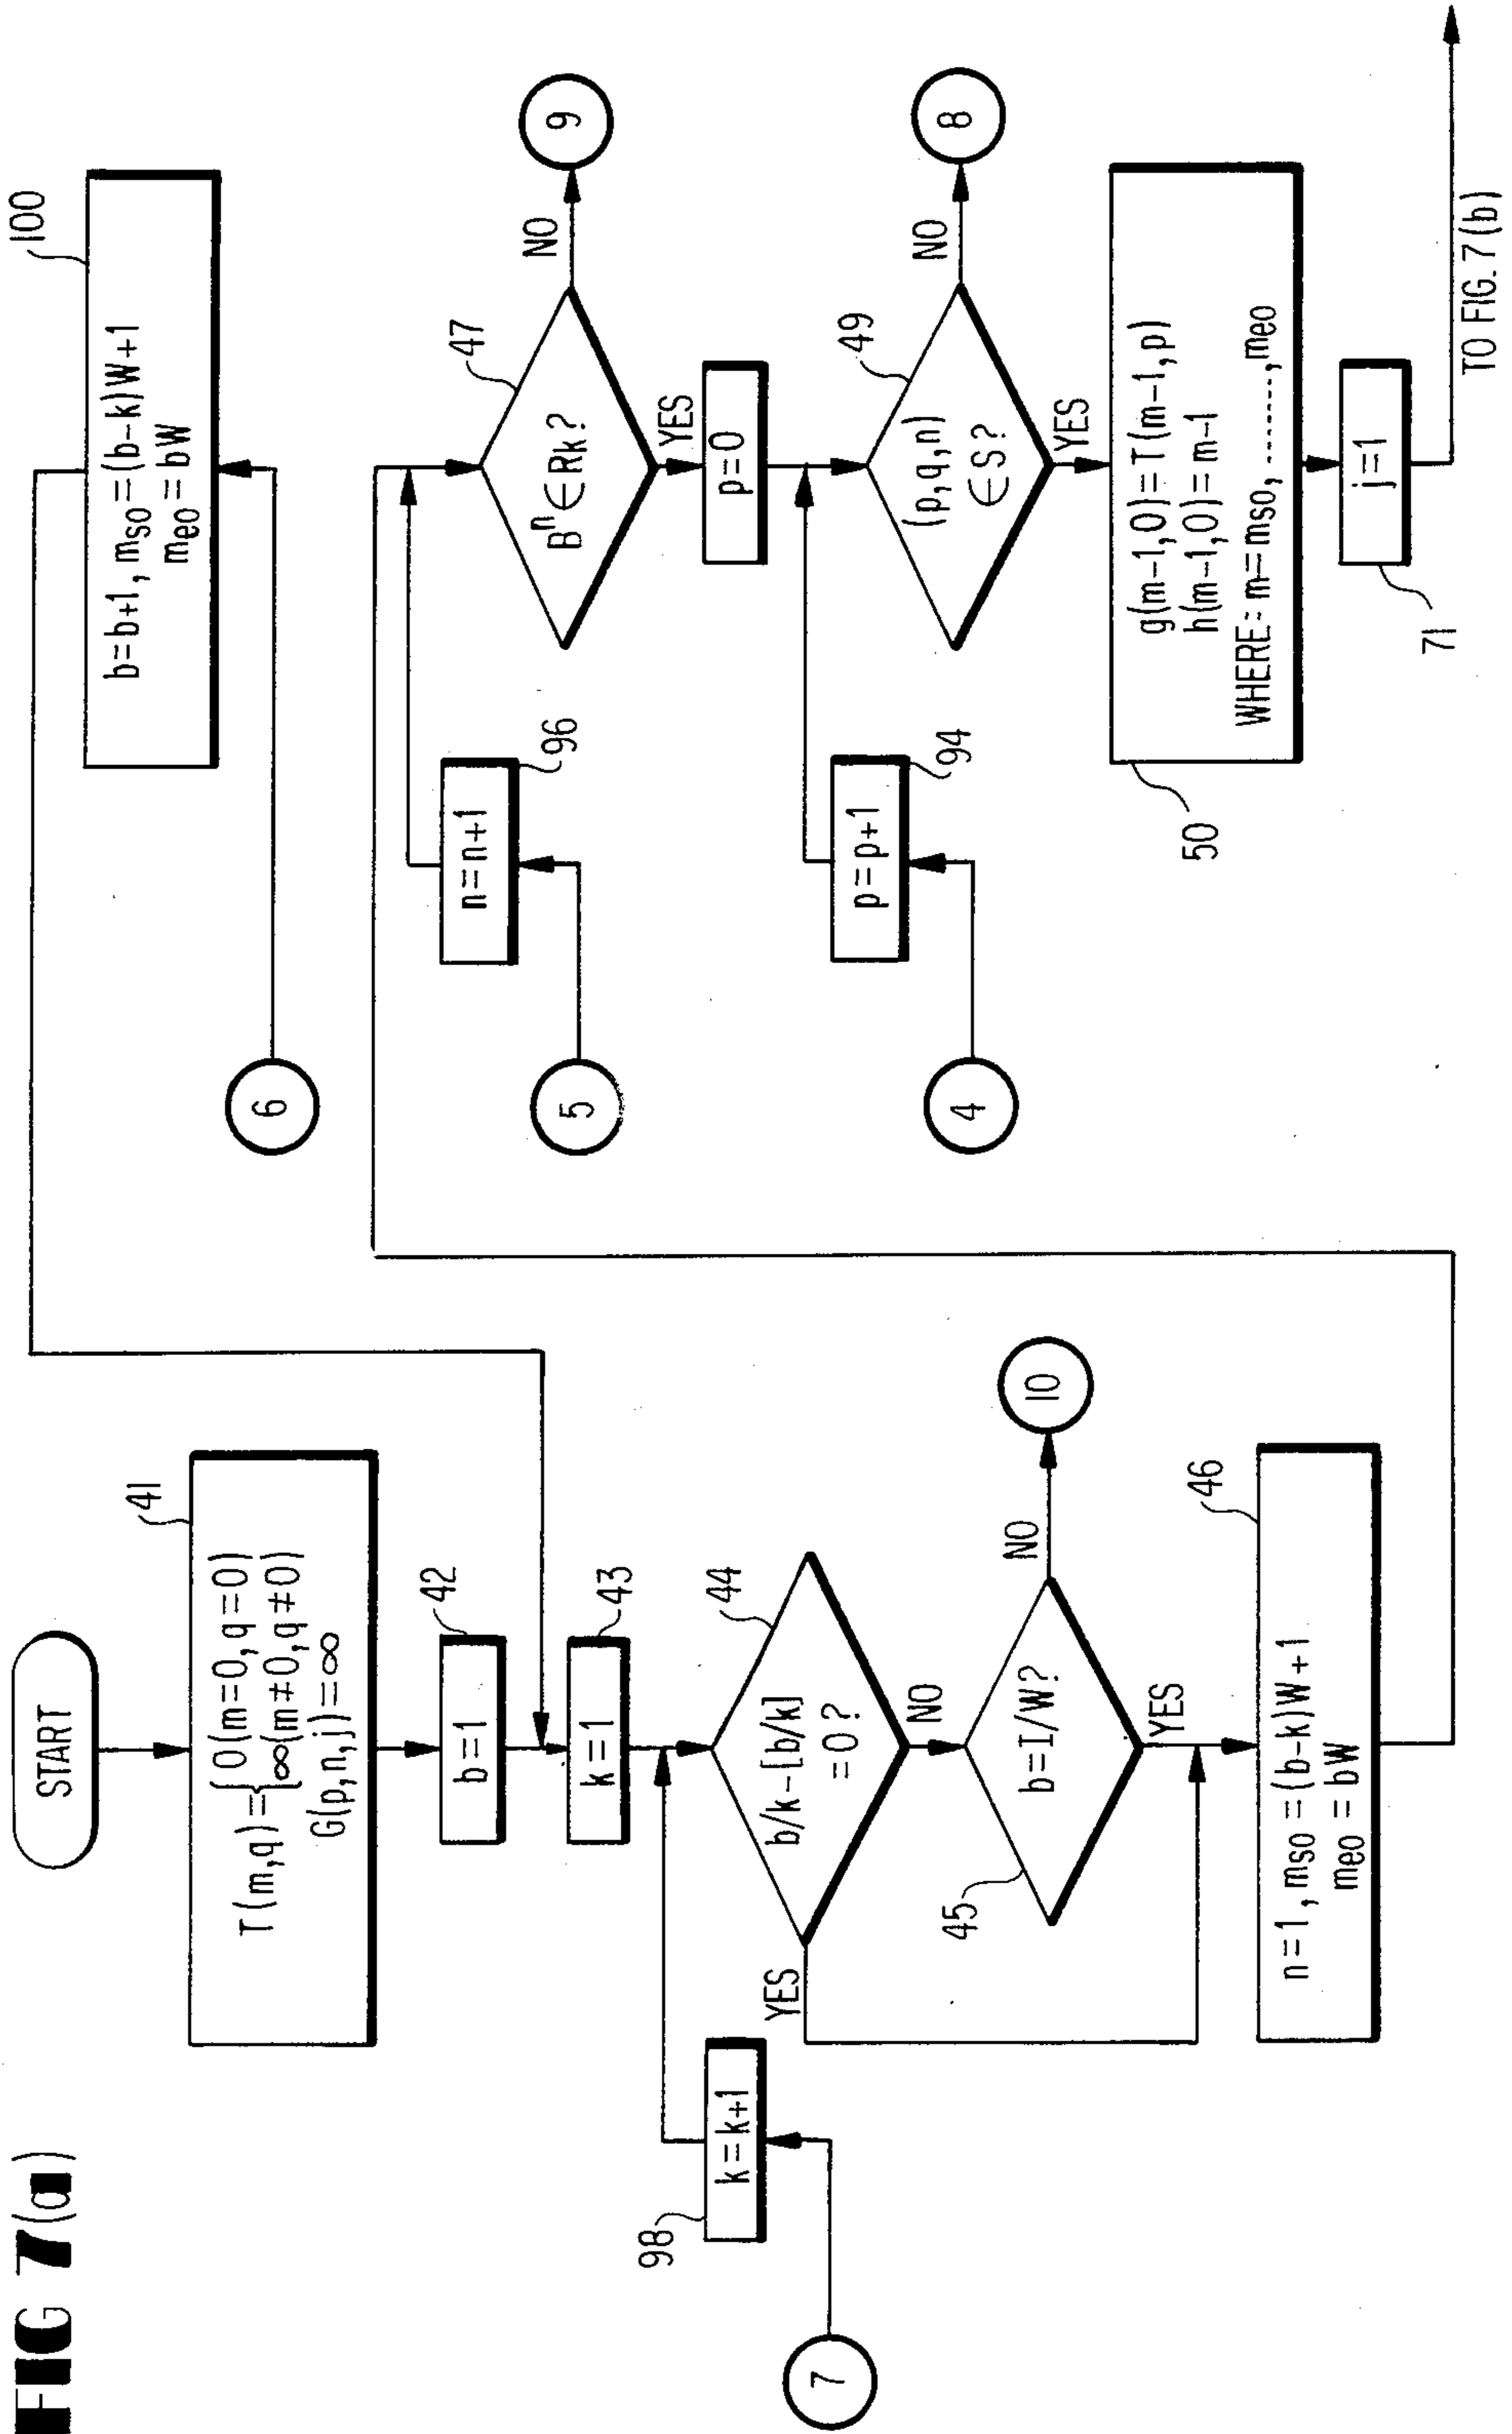 FIG 7(a)
START
41
T(m,q)={0(m=0,q=0)
∞(m≠0,q≠0)
G(p,n,j)=∞
42
b=1
43
k=1
98
k=k+1
7
44
b/k-[b/k]
=0?
YES
NO
45
b=I/W?
NO
10
YES
46
n=1, mso=(b-k)W+1
meo=bW
100
b=b+1, mso=(b-k)W+1
meo=bW
6
96
n=n+1
5
47
Bⁿ∈Rk?
NO
9
YES
p=0
94
p=p+1
4
49
(p,q,n)
∈S?
NO
8
YES
50
g(m-1,0)=T(m-1,p)
h(m-1,0)=m-1
WHERE: m=mso,........,meo
71
j=1
TO FIG.7(b)